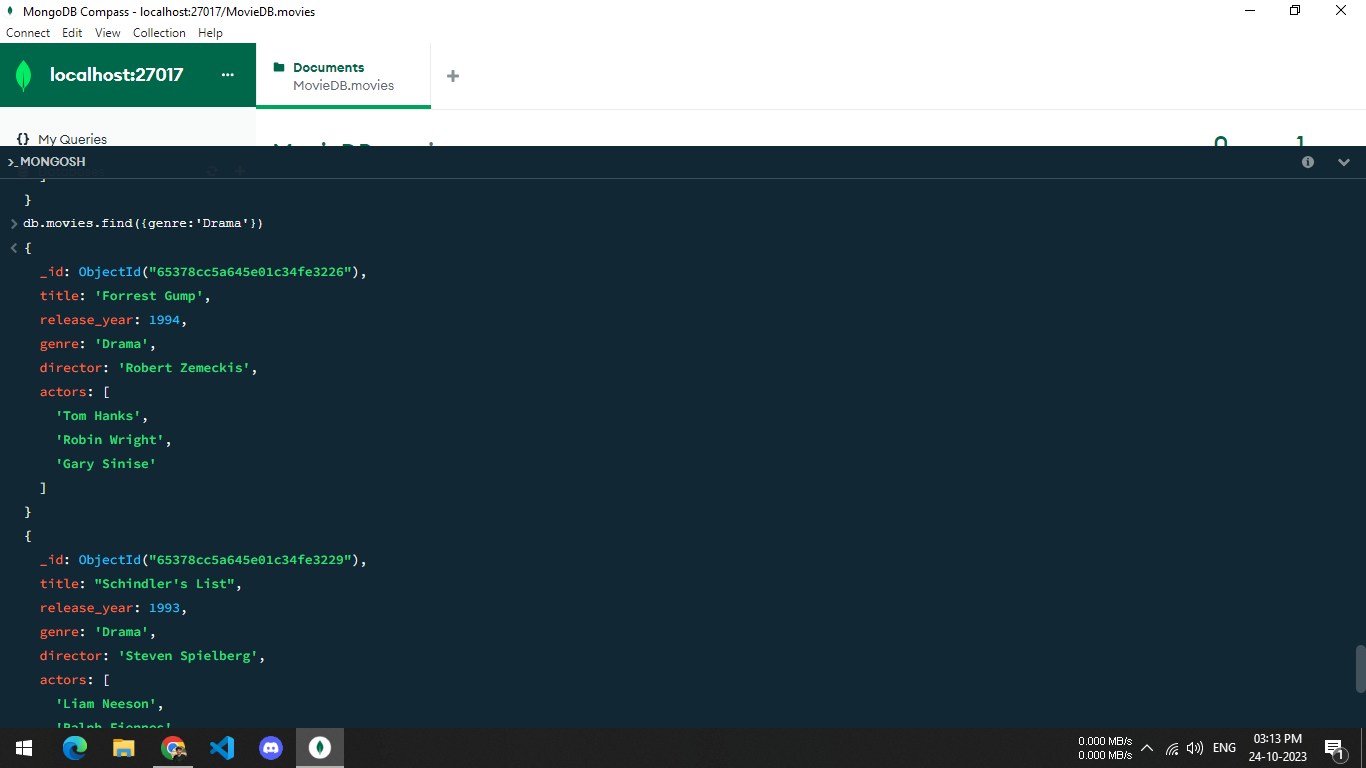 MongoDB Compass - localhost:27017/MovieDB.movies
Connect Edit View Collection Help
localhost:27017 ...
Documents
MovieDB.movies
{} My Queries
>_MONGOSH
}
> db.movies.find({genre:'Drama'})
< {
_id: ObjectId("65378cc5a645e01c34fe3226"),
title: 'Forrest Gump',
release_year: 1994,
genre: 'Drama',
director: 'Robert Zemeckis',
actors: [
'Tom Hanks',
'Robin Wright',
'Gary Sinise'
]
}
{
_id: ObjectId("65378cc5a645e01c34fe3229"),
title: "Schindler's List",
release_year: 1993,
genre: 'Drama',
director: 'Steven Spielberg',
actors: [
'Liam Neeson',
'Ralph Fiennes'
0.000 MB/s
0.000 MB/s
ENG
03:13 PM
24-10-2023
1